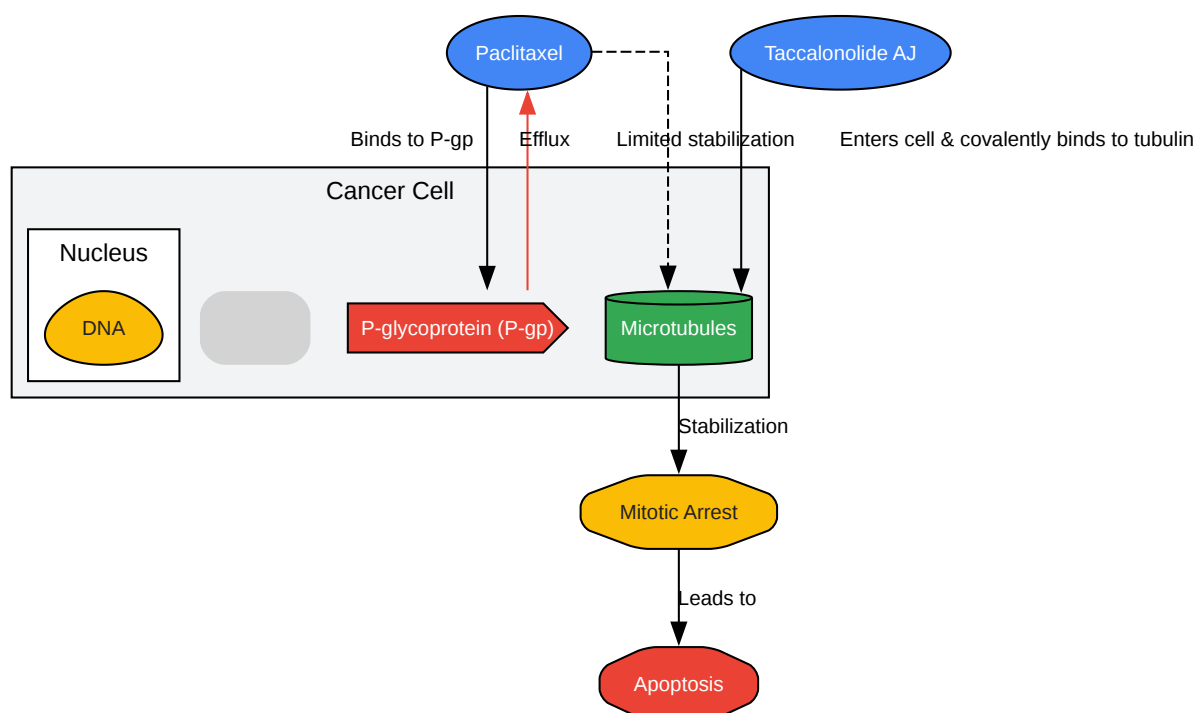 Paclitaxel
Taccalonolide AJ
Binds to P-gp
Efflux
Limited stabilization
Enters cell & covalently binds to tubulin
Cancer Cell
Nucleus
DNA
P-glycoprotein (P-gp)
Microtubules
Stabilization
Mitotic Arrest
Leads to
Apoptosis